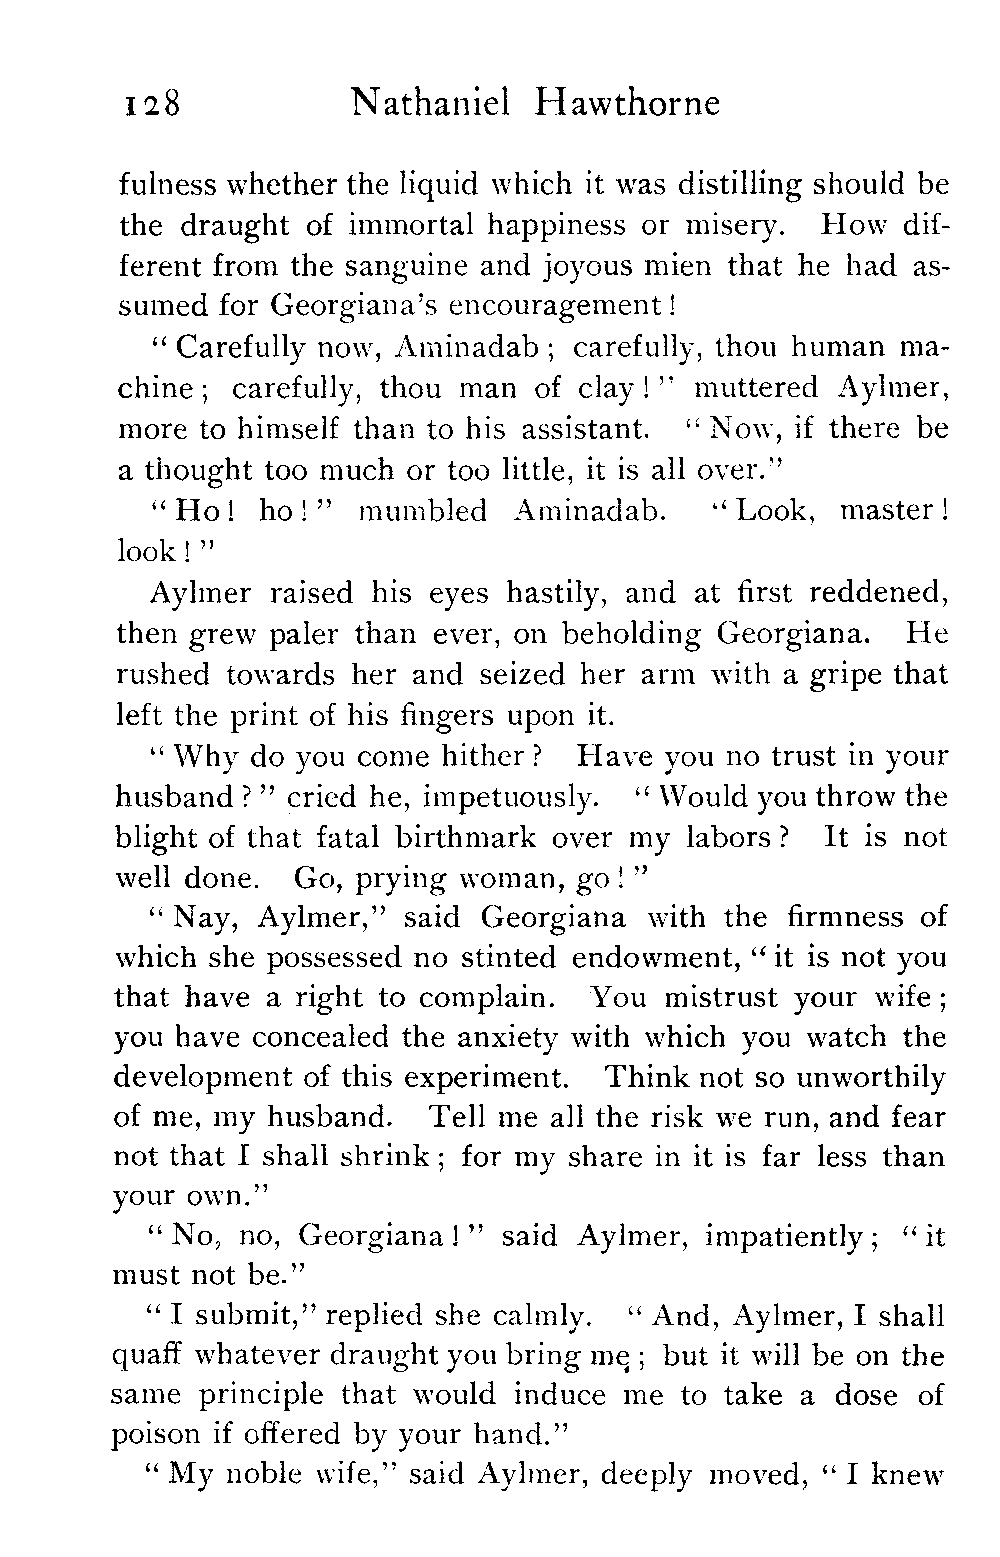 128 Nathaniel Hawthorne
fulness whether the liquid which it was distilling should be
the draught of immortal happiness or misery. How dif-
ferent from the sanguine and joyous mien that he had as-
sumed for Georgiana's encouragement!
"Carefully now, Aminadab; carefully, thou human ma-
chine; carefully, thou man of clay!" muttered Aylmer,
more to himself than to his assistant. "Now, if there be
a thought too much or too little, it is all over."
"Ho! ho!" mumbled Aminadab. "Look, master!
look!"
Aylmer raised his eyes hastily, and at first reddened,
then grew paler than ever, on beholding Georgiana. He
rushed towards her and seized her arm with a gripe that
left the print of his fingers upon it.
"Why do you come hither? Have you no trust in your
husband?" cried he, impetuously. "Would you throw the
blight of that fatal birthmark over my labors? It is not
well done. Go, prying woman, go!"
"Nay, Aylmer," said Georgiana with the firmness of
which she possessed no stinted endowment, "it is not you
that have a right to complain. You mistrust your wife;
you have concealed the anxiety with which you watch the
development of this experiment. Think not so unworthily
of me, my husband. Tell me all the risk we run, and fear
not that I shall shrink; for my share in it is far less than
your own."
"No, no, Georgiana!" said Aylmer, impatiently; "it
must not be."
"I submit," replied she calmly. "And, Aylmer, I shall
quaff whatever draught you bring me; but it will be on the
same principle that would induce me to take a dose of
poison if offered by your hand."
"My noble wife," said Aylmer, deeply moved, "I knew